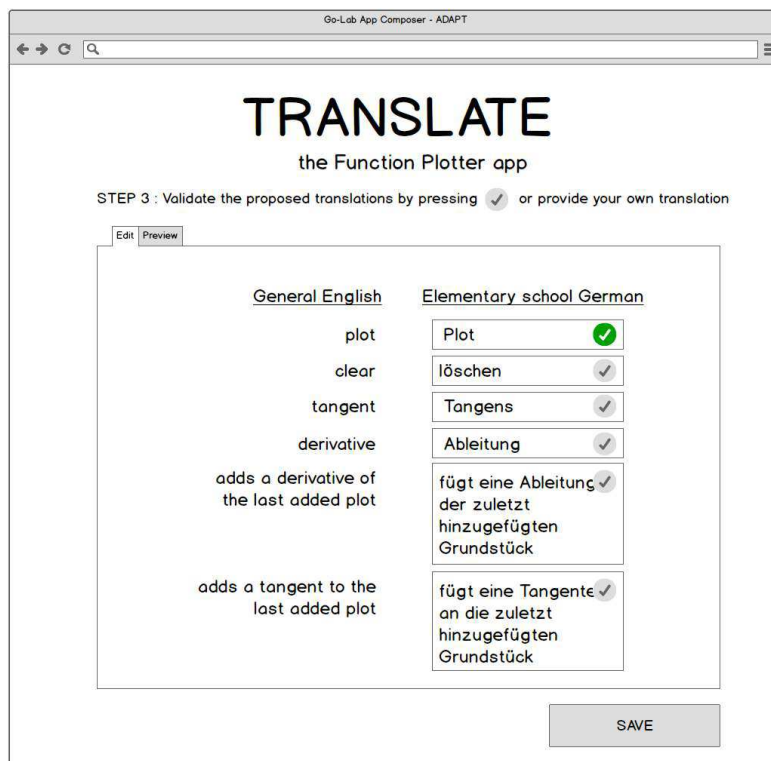 Go-Lab App Composer - ADAPT
TRANSLATE
the Function Plotter app
STEP 3 : Validate the proposed translations by pressing or provide your own translation
Edit Preview
General English Elementary school German
plot Plot
clear löschen
tangent Tangens
derivative Ableitung
adds a derivative of
the last added plot
fügt eine Ableitung
der zuletzt
hinzugefügten
Grundstück
adds a tangent to the
last added plot
fügt eine Tangente
an die zuletzt
hinzugefügten
Grundstück
SAVE